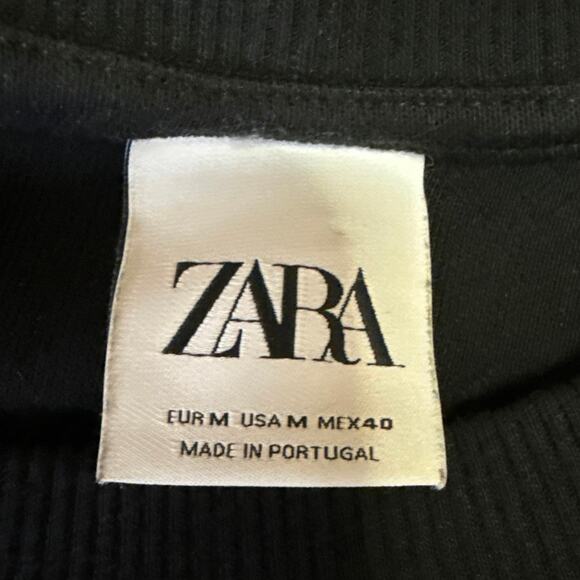 ZARA
EUR M USA M MEX 40
MADE IN PORTUGAL